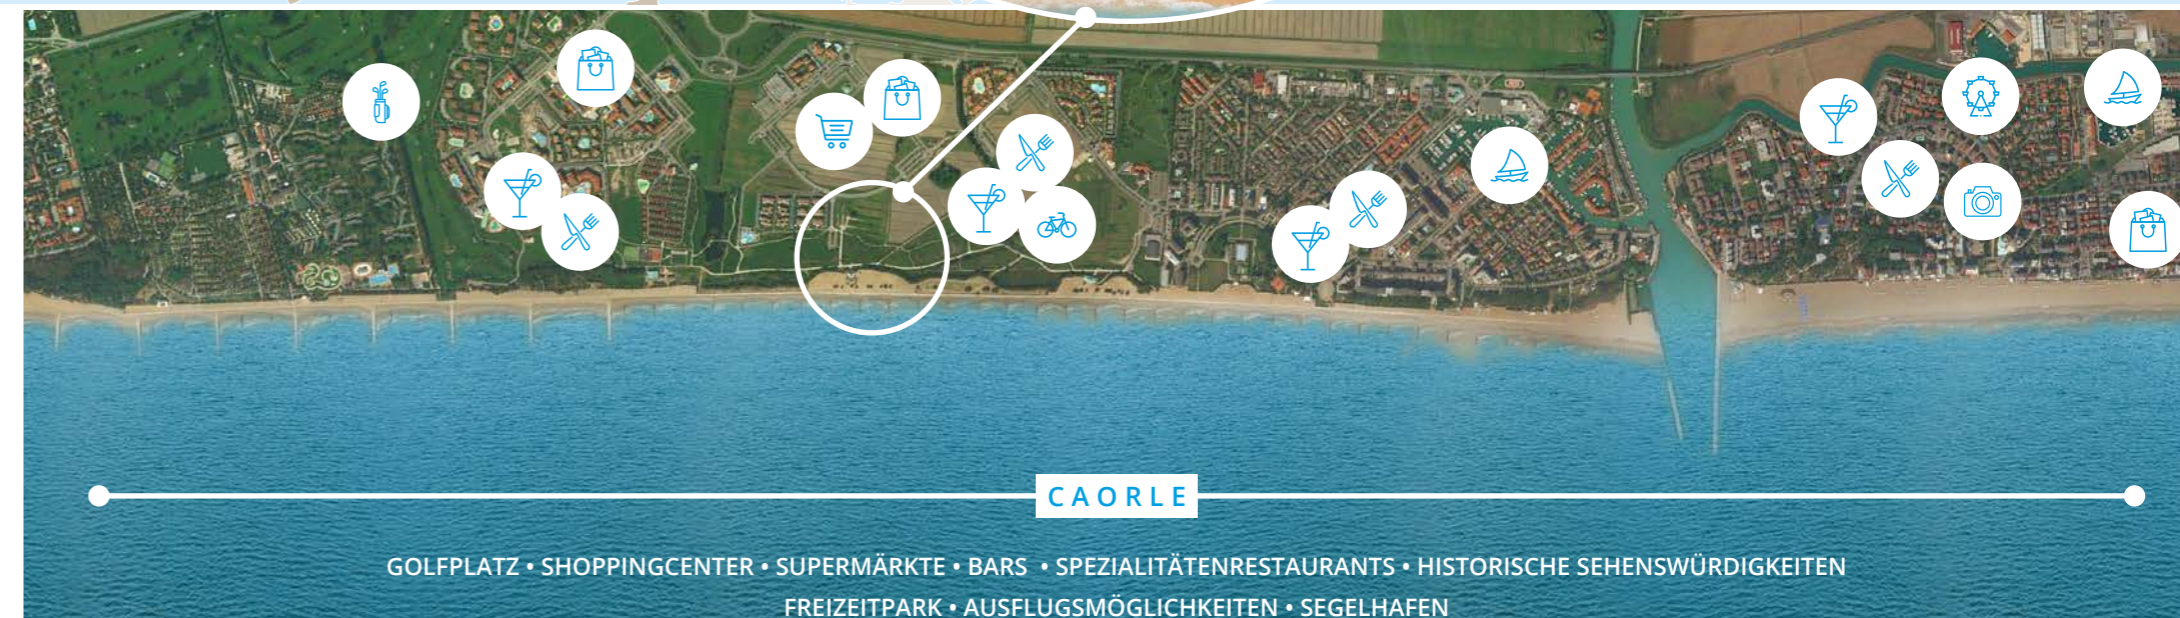 CAORLE
GOLFPLATZ • SHOPPINGCENTER • SUPERMÄRKTE • BARS • SPEZIALITÄTENRESTAURANTS • HISTORISCHE SEHENSWÜRDIGKEITEN
FREIZEITPARK • AUSFLUGSMÖGLICHKEITEN • SEGELHAFEN